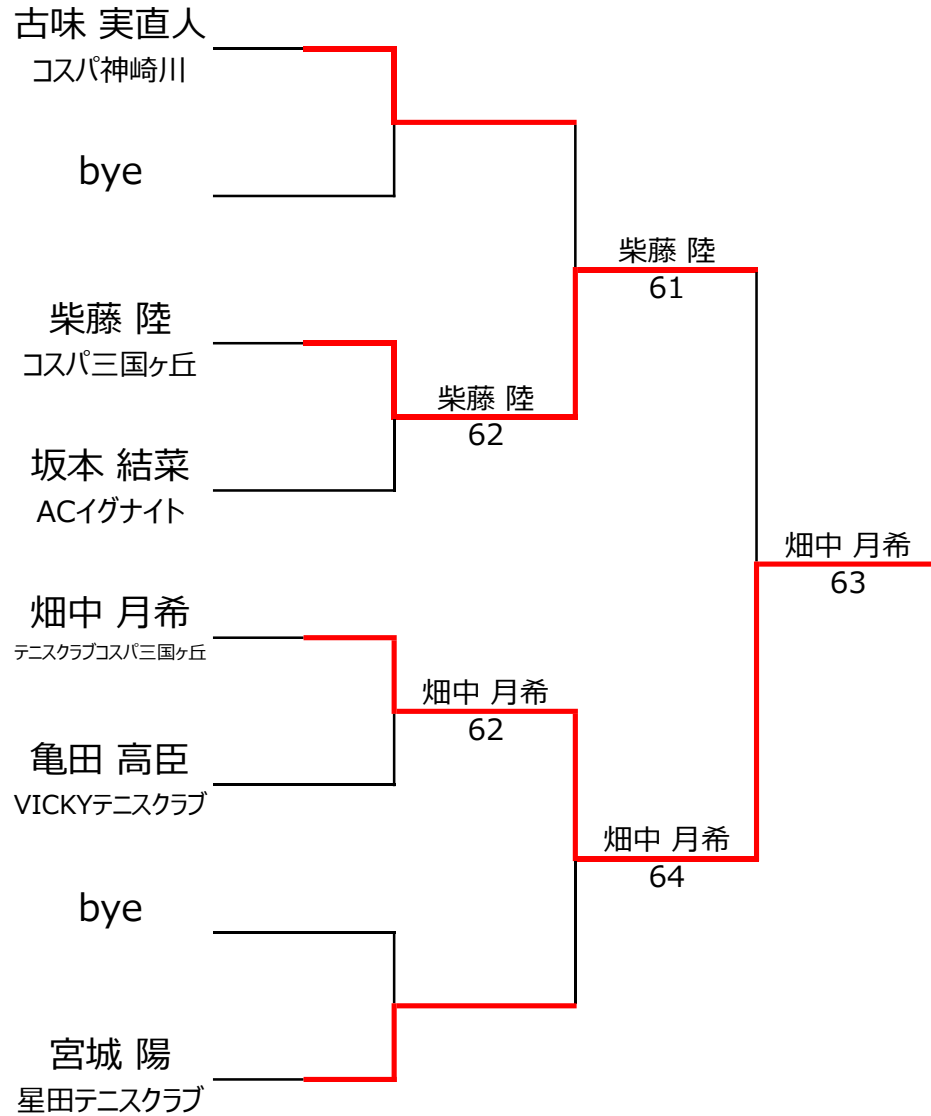 古味 実直人
コスパ神崎川
bye
柴藤 陸
61
柴藤 陸
コスパ三国ヶ丘
柴藤 陸
62
坂本 結菜
ACイグナイト
畑中 月希
63
畑中 月希
テニスクラブコスパ三国ヶ丘
畑中 月希
62
亀田 高臣
VICKYテニスクラブ
畑中 月希
64
bye
宮城 陽
星田テニスクラブ